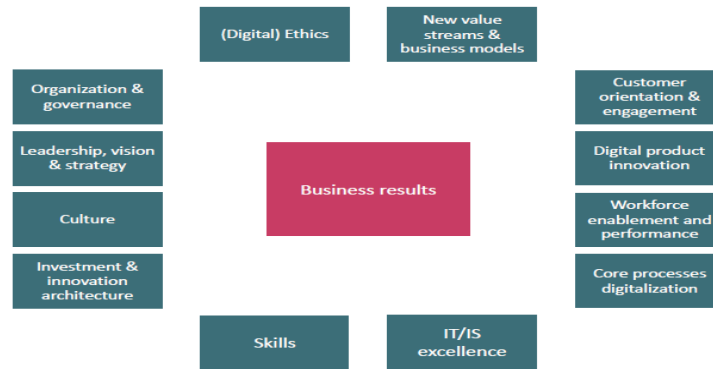 (Digital) Ethics
New value
streams &
business models
Organization &
governance
Leadership, vision
& strategy
Culture
Investment &
innovation
architecture
Business results
Customer
orientation &
engagement
Digital product
innovation
Workforce
enablement and
performance
Core processes
digitalization
Skills
IT/IS
excellence